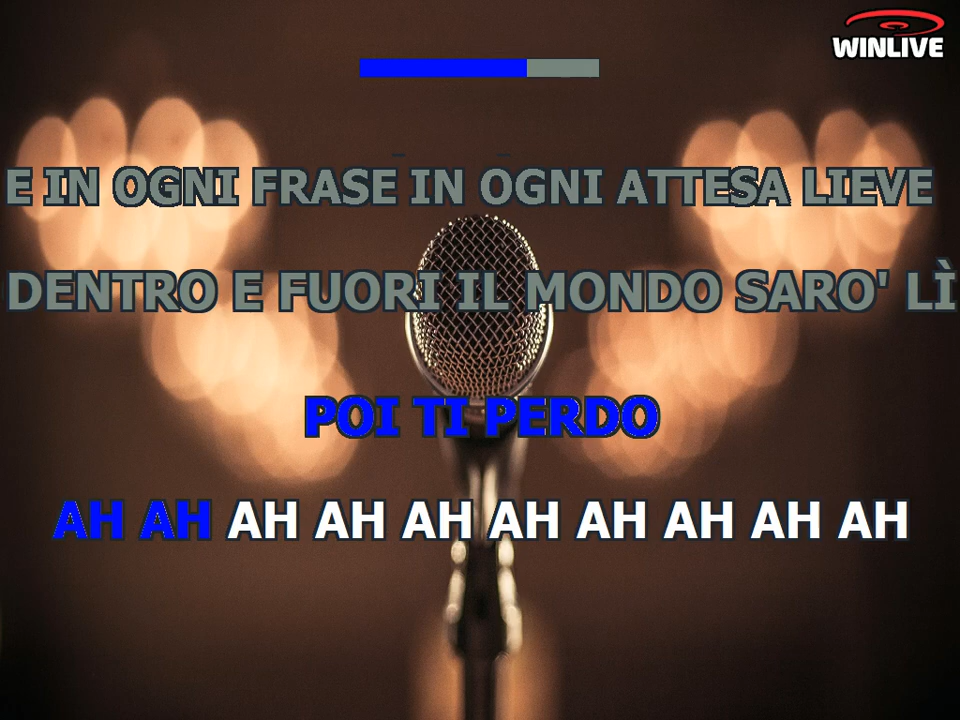 WINLIVE
E IN OGNI FRASE IN OGNI ATTESA LIEVE
DENTRO E FUORI IL MONDO SARO' LÌ
POI TI PERDO
AH AH AH AH AH AH AH AH AH AH